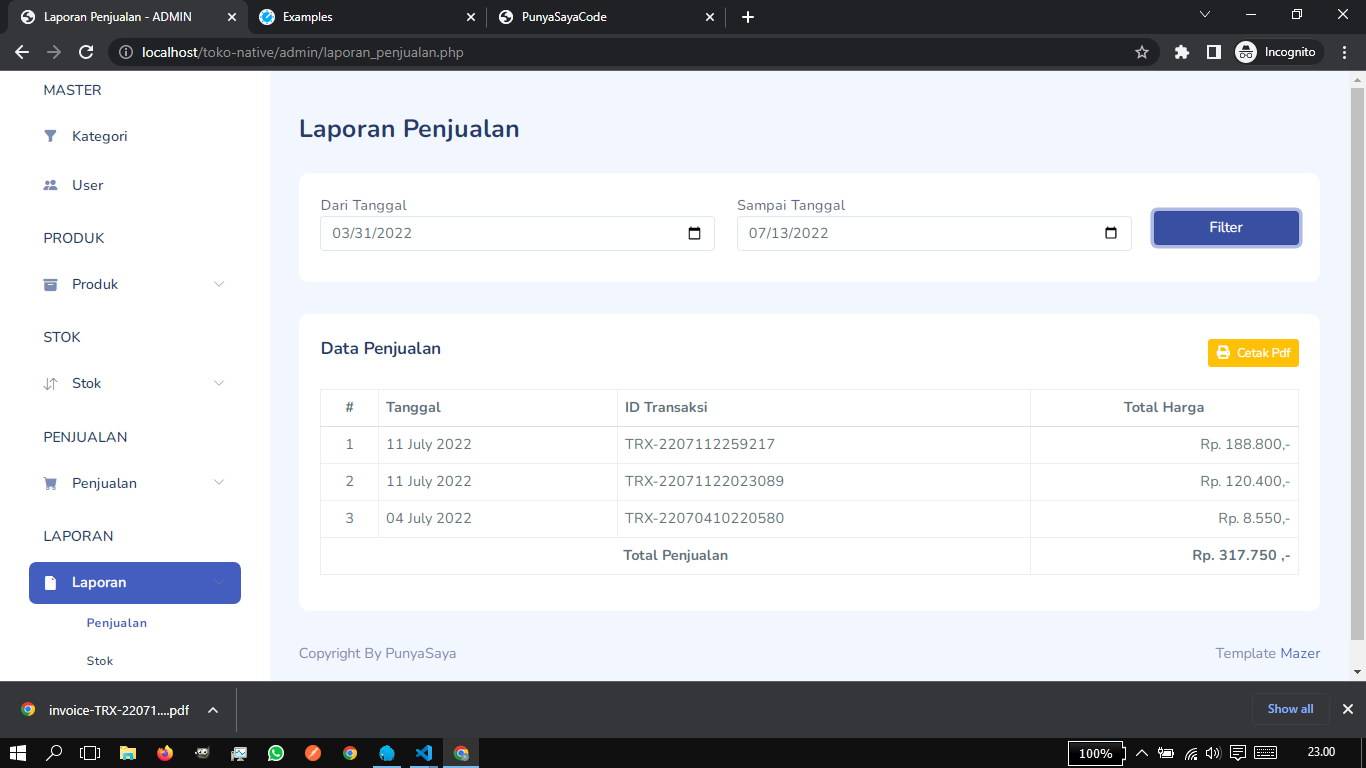 Laporan Penjualan - ADMIN
Examples
PunyaSayaCode
localhost/toko-native/admin/laporan_penjualan.php
Incognito
MASTER
Kategori
User
PRODUK
Produk
STOK
Stok
PENJUALAN
Penjualan
LAPORAN
Laporan
Penjualan
Stok
Laporan Penjualan
Dari Tanggal
03/31/2022
Sampai Tanggal
07/13/2022
Filter
Data Penjualan
Cetak Pdf
# Tanggal ID Transaksi Total Harga
1 11 July 2022 TRX-2207112259217 Rp. 188.800,-
2 11 July 2022 TRX-22071122023089 Rp. 120.400,-
3 04 July 2022 TRX-22070410220580 Rp. 8.550,-
Total Penjualan Rp. 317.750 ,-
Copyright By PunyaSaya
Template Mazer
invoice-TRX-22071....pdf
Show all
100%
23.00